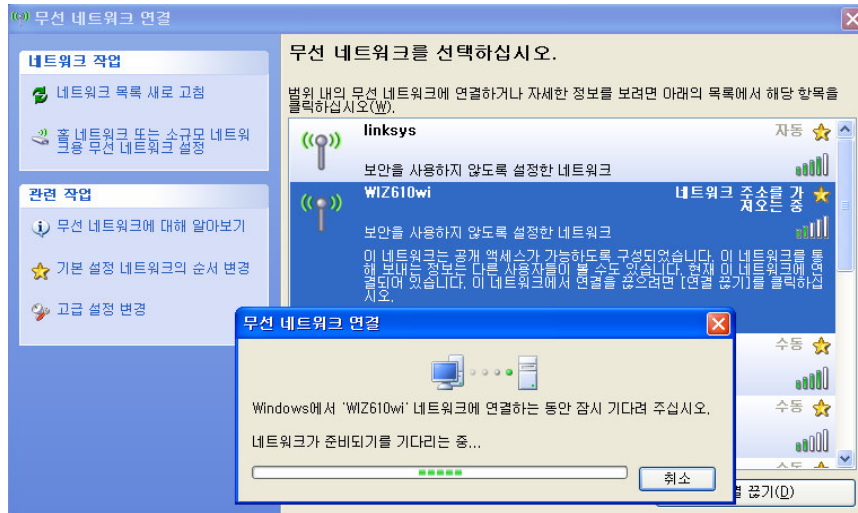 무선 네트워크 연결
네트워크 작업
네트워크 목록 새로 고침
홈 네트워크 또는 소규모 네트워
크용 무선 네트워크 설정
관련 작업
무선 네트워크에 대해 알아보기
기본 설정 네트워크의 순서 변경
고급 설정 변경
무선 네트워크를 선택하십시오.
범위 내의 무선 네트워크에 연결하거나 자세한 정보를 보려면 아래의 목록에서 해당 항목을
클릭하십시오(W).
linksys 자동
보안을 사용하지 않도록 설정한 네트워크
WIZ610wi 네트워크 주소를 가
져오는 중
보안을 사용하지 않도록 설정한 네트워크
이 네트워크는 공개 액세스가 가능하도록 구성되었습니다. 이 네트워크를 통
해 보내는 정보는 다른 사용자들이 볼 수도 있습니다. 현재 이 네트워크에 연
결되어 있습니다. 이 네트워크에서 연결을 끊으려면 [연결 끊기]를 클릭하십
시오.
수동
수동
무선 네트워크 연결
Windows에서 'WIZ610wi' 네트워크에 연결하는 동안 잠시 기다려 주십시오.
네트워크가 준비되기를 기다리는 중...
취소
끊기(D)